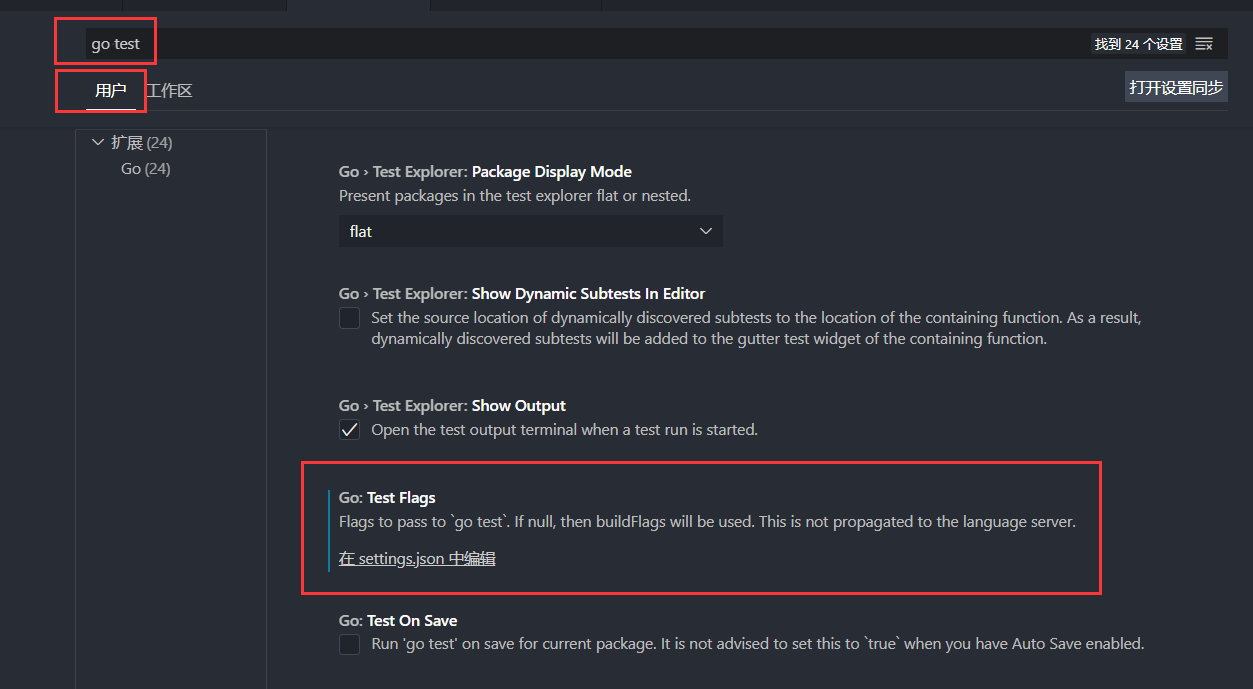 go test
找到 24 个设置
用户
工作区
打开设置同步
扩展 (24)
Go (24)
Go › Test Explorer: Package Display Mode
Present packages in the test explorer flat or nested.
flat
Go › Test Explorer: Show Dynamic Subtests In Editor
Set the source location of dynamically discovered subtests to the location of the containing function. As a result,
dynamically discovered subtests will be added to the gutter test widget of the containing function.
Go › Test Explorer: Show Output
Open the test output terminal when a test run is started.
Go: Test Flags
Flags to pass to `go test`. If null, then buildFlags will be used. This is not propagated to the language server.
在 settings.json 中编辑
Go: Test On Save
Run 'go test' on save for current package. It is not advised to set this to `true` when you have Auto Save enabled.